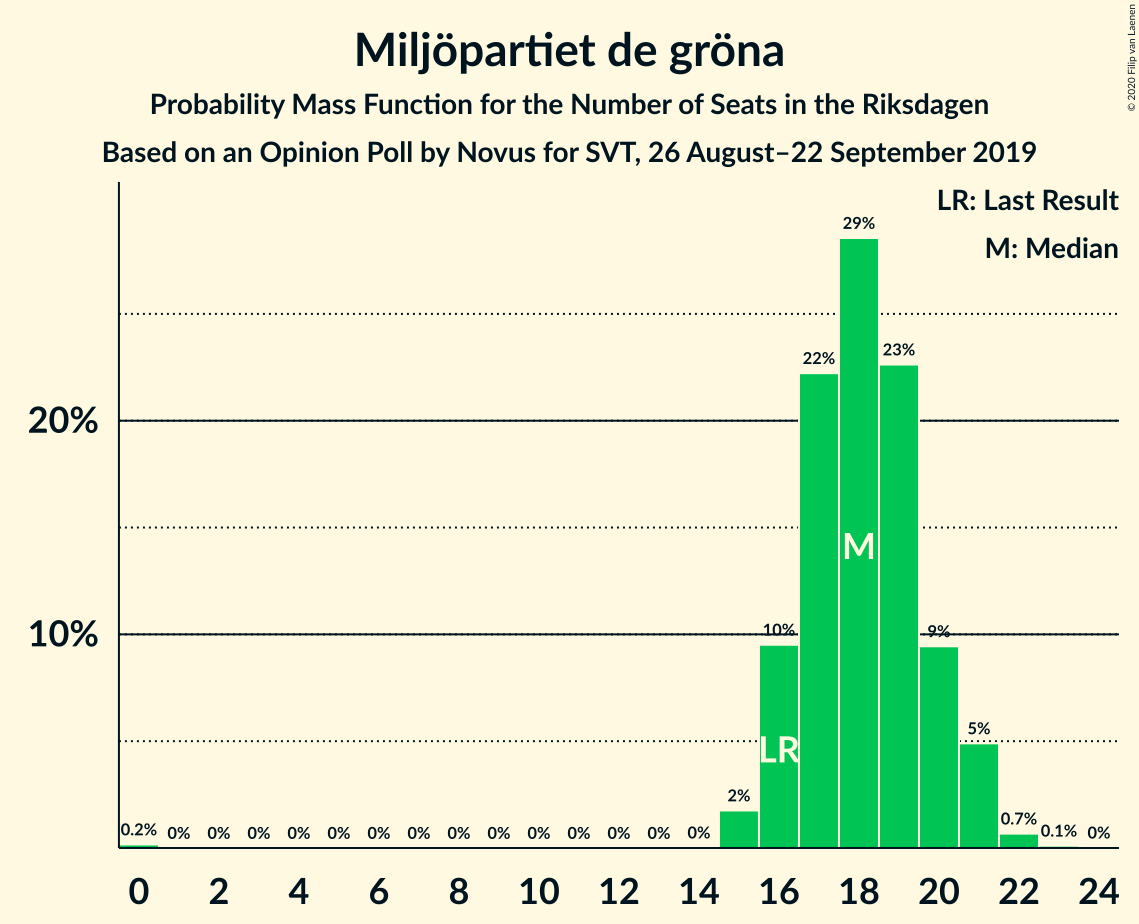 Miljöpartiet de gröna
Probability Mass Function for the Number of Seats in the Riksdagen
Based on an Opinion Poll by Novus for SVT, 26 August–22 September 2019
© 2020 Filip van Laenen
LR: Last Result
M: Median
20%
10%
0.2% 0% 0% 0% 0% 0% 0% 0% 0% 0% 0% 0% 0% 0% 0% 2% 10% 22% 29% 23% 9% 5% 0.7% 0.1% 0%
LR
M
0 2 4 6 8 10 12 14 16 18 20 22 24